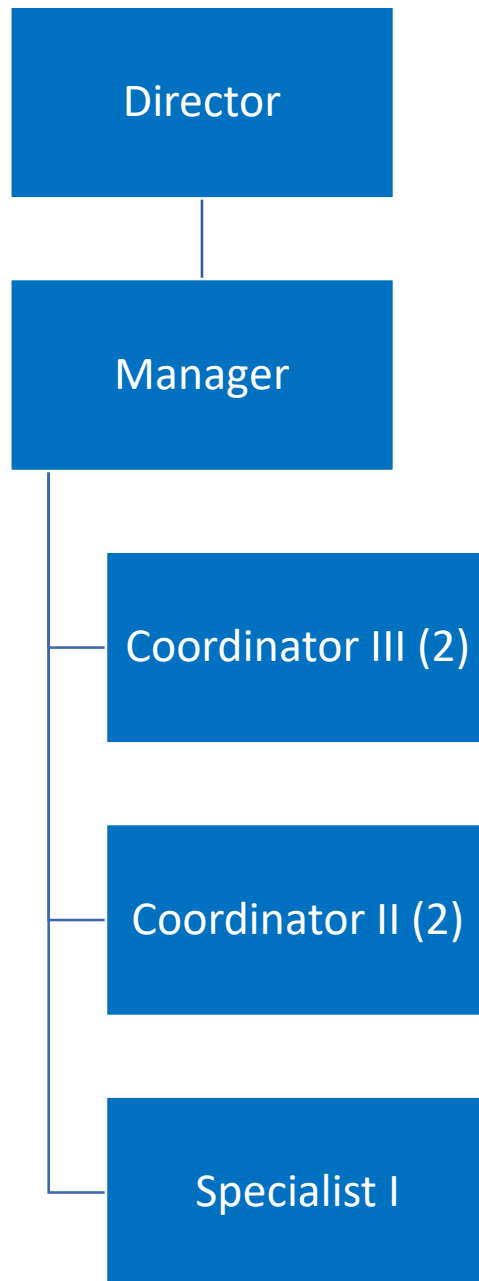 Director
Manager
Coordinator III (2)
Coordinator II (2)
Specialist I